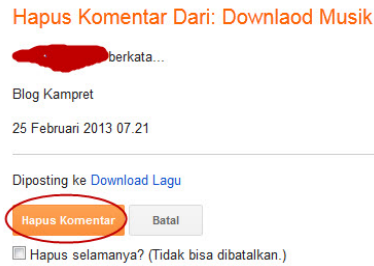 Hapus Komentar Dari: Downlaod Musik
berkata...
Blog Kampret
25 Februari 2013 07.21
Diposting ke Download Lagu
Hapus Komentar Batal
Hapus selamanya? (Tidak bisa dibatalkan.)